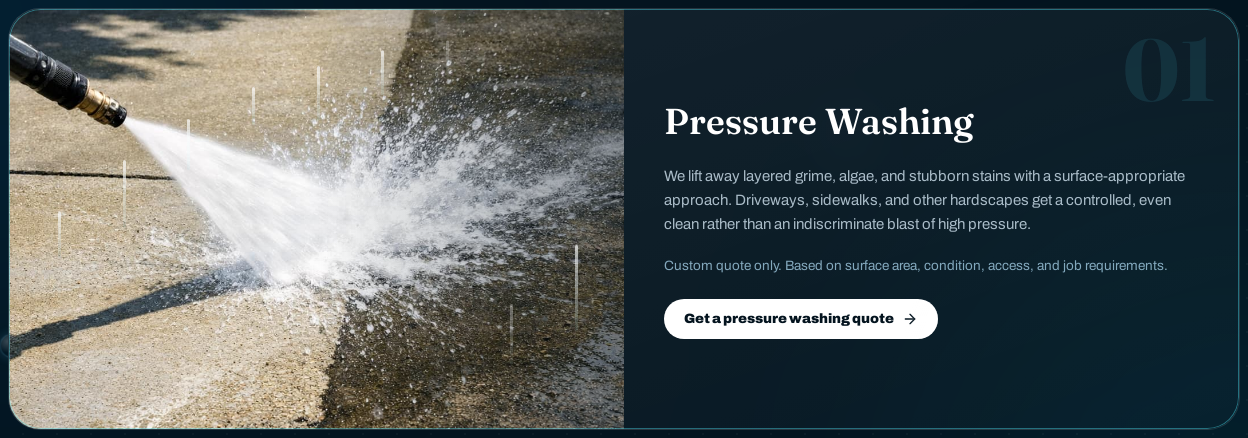 01
Pressure Washing
We lift away layered grime, algae, and stubborn stains with a surface-appropriate
approach. Driveways, sidewalks, and other hardscapes get a controlled, even
clean rather than an indiscriminate blast of high pressure.
Custom quote only. Based on surface area, condition, access, and job requirements.
Get a pressure washing quote →